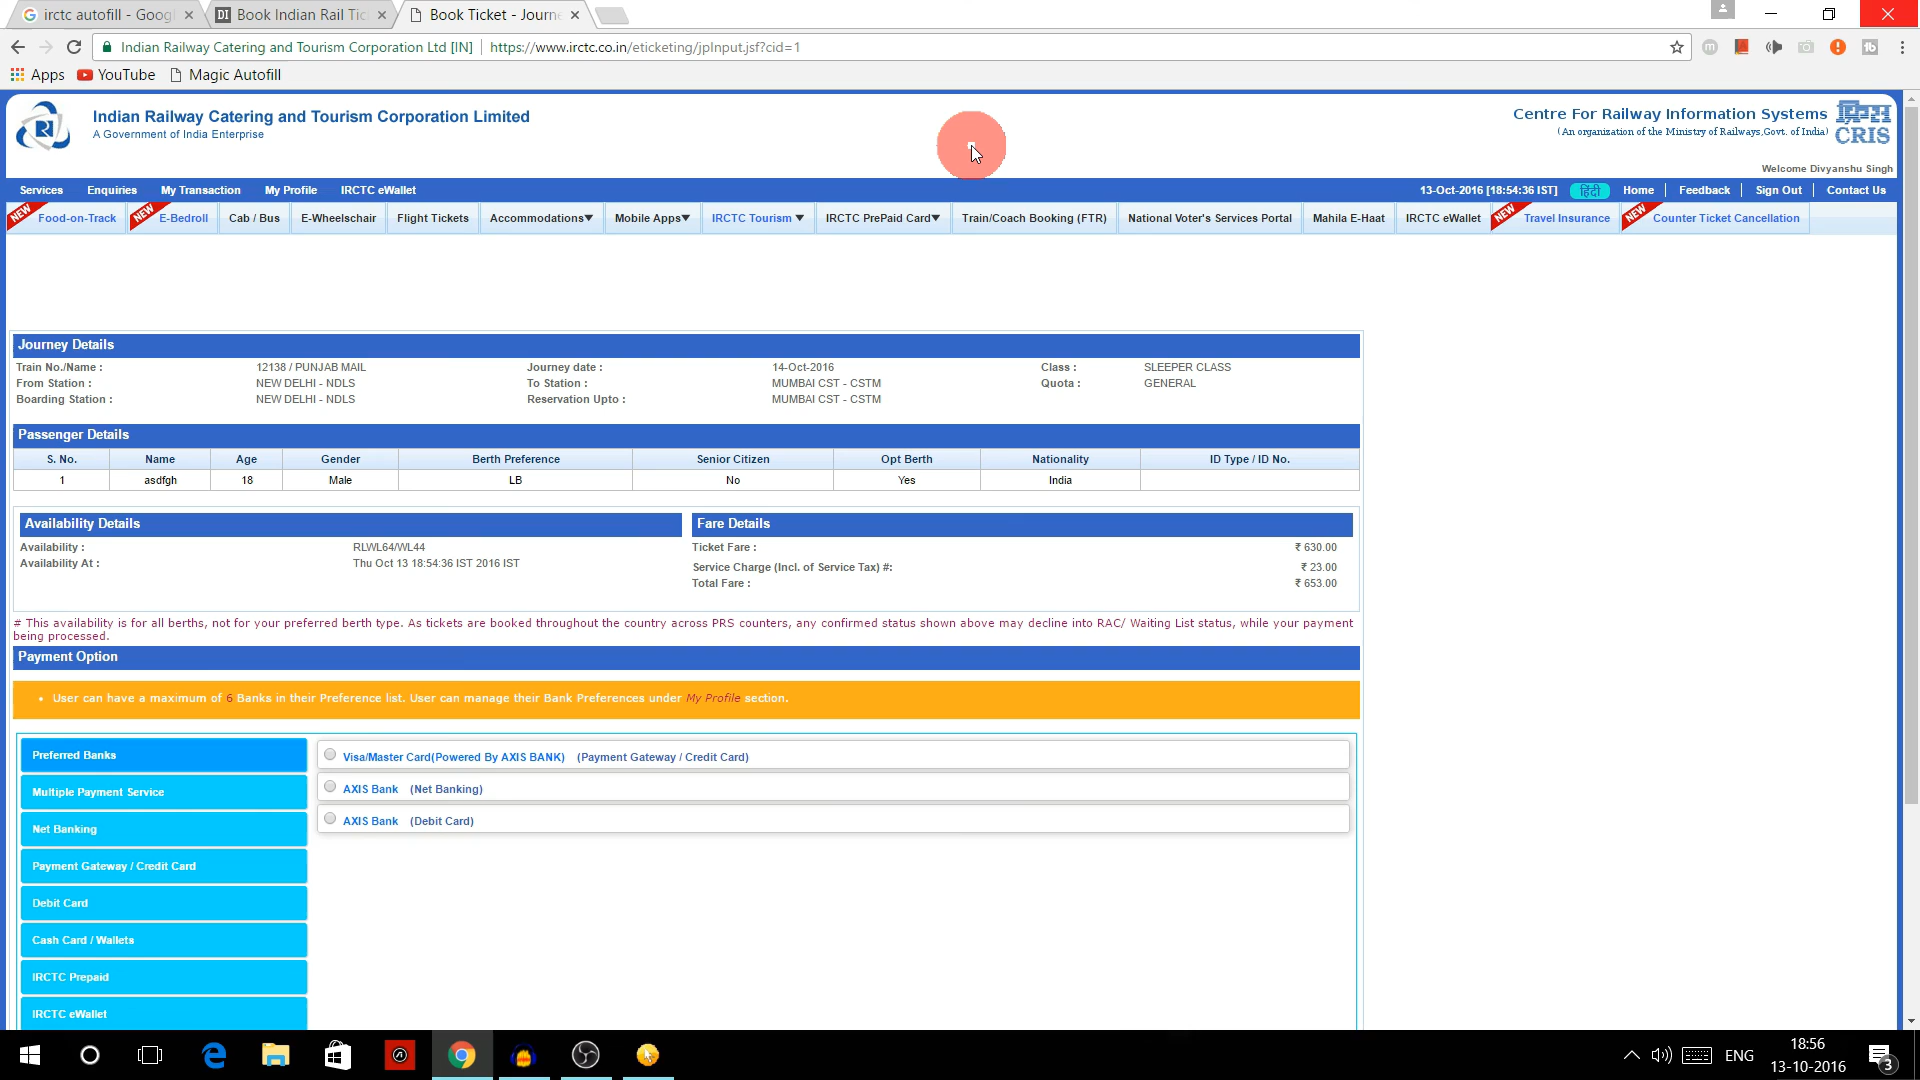 irctc autofill - Goog
Book Indian Rail Tic
Book Ticket - Journe
Indian Railway Catering and Tourism Corporation Ltd [IN] https://www.irctc.co.in/eticketing/jpInput.jsf?cid=1
Apps YouTube Magic Autofill
Indian Railway Catering and Tourism Corporation Limited
A Government of India Enterprise
Centre For Railway Information Systems
(An organization of the Ministry of Railways,Govt. of India)
CRIS
Welcome Divyanshu Singh
Services Enquiries My Transaction My Profile IRCTC eWallet 13-Oct-2016 [18:54:36 IST] हिंदी Home Feedback Sign Out Contact Us
NEW Food-on-Track NEW E-Bedroll Cab / Bus E-Wheelschair Flight Tickets Accommodations▼ Mobile Apps▼ IRCTC Tourism ▼ IRCTC PrePaid Card▼ Train/Coach Booking (FTR) National Voter's Services Portal Mahila E-Haat IRCTC eWallet NEW Travel Insurance NEW Counter Ticket Cancellation
Journey Details
Train No./Name : 12138 / PUNJAB MAIL Journey date : 14-Oct-2016 Class : SLEEPER CLASS
From Station : NEW DELHI - NDLS To Station : MUMBAI CST - CSTM Quota : GENERAL
Boarding Station : NEW DELHI - NDLS Reservation Upto : MUMBAI CST - CSTM
Passenger Details
S. No. Name Age Gender Berth Preference Senior Citizen Opt Berth Nationality ID Type / ID No.
1 asdfgh 18 Male LB No Yes India
Availability Details
Availability : RLWL64/WL44
Availability At : Thu Oct 13 18:54:36 IST 2016 IST
Fare Details
Ticket Fare : ₹ 630.00
Service Charge (Incl. of Service Tax) #: ₹ 23.00
Total Fare : ₹ 653.00
# This availability is for all berths, not for your preferred berth type. As tickets are booked throughout the country across PRS counters, any confirmed status shown above may decline into RAC/ Waiting List status, while your payment
being processed.
Payment Option
• User can have a maximum of 6 Banks in their Preference list. User can manage their Bank Preferences under My Profile section.
Preferred Banks
Multiple Payment Service
Net Banking
Payment Gateway / Credit Card
Debit Card
Cash Card / Wallets
IRCTC Prepaid
IRCTC eWallet
Visa/Master Card(Powered By AXIS BANK) (Payment Gateway / Credit Card)
AXIS Bank (Net Banking)
AXIS Bank (Debit Card)
ENG
18:56
13-10-2016
3